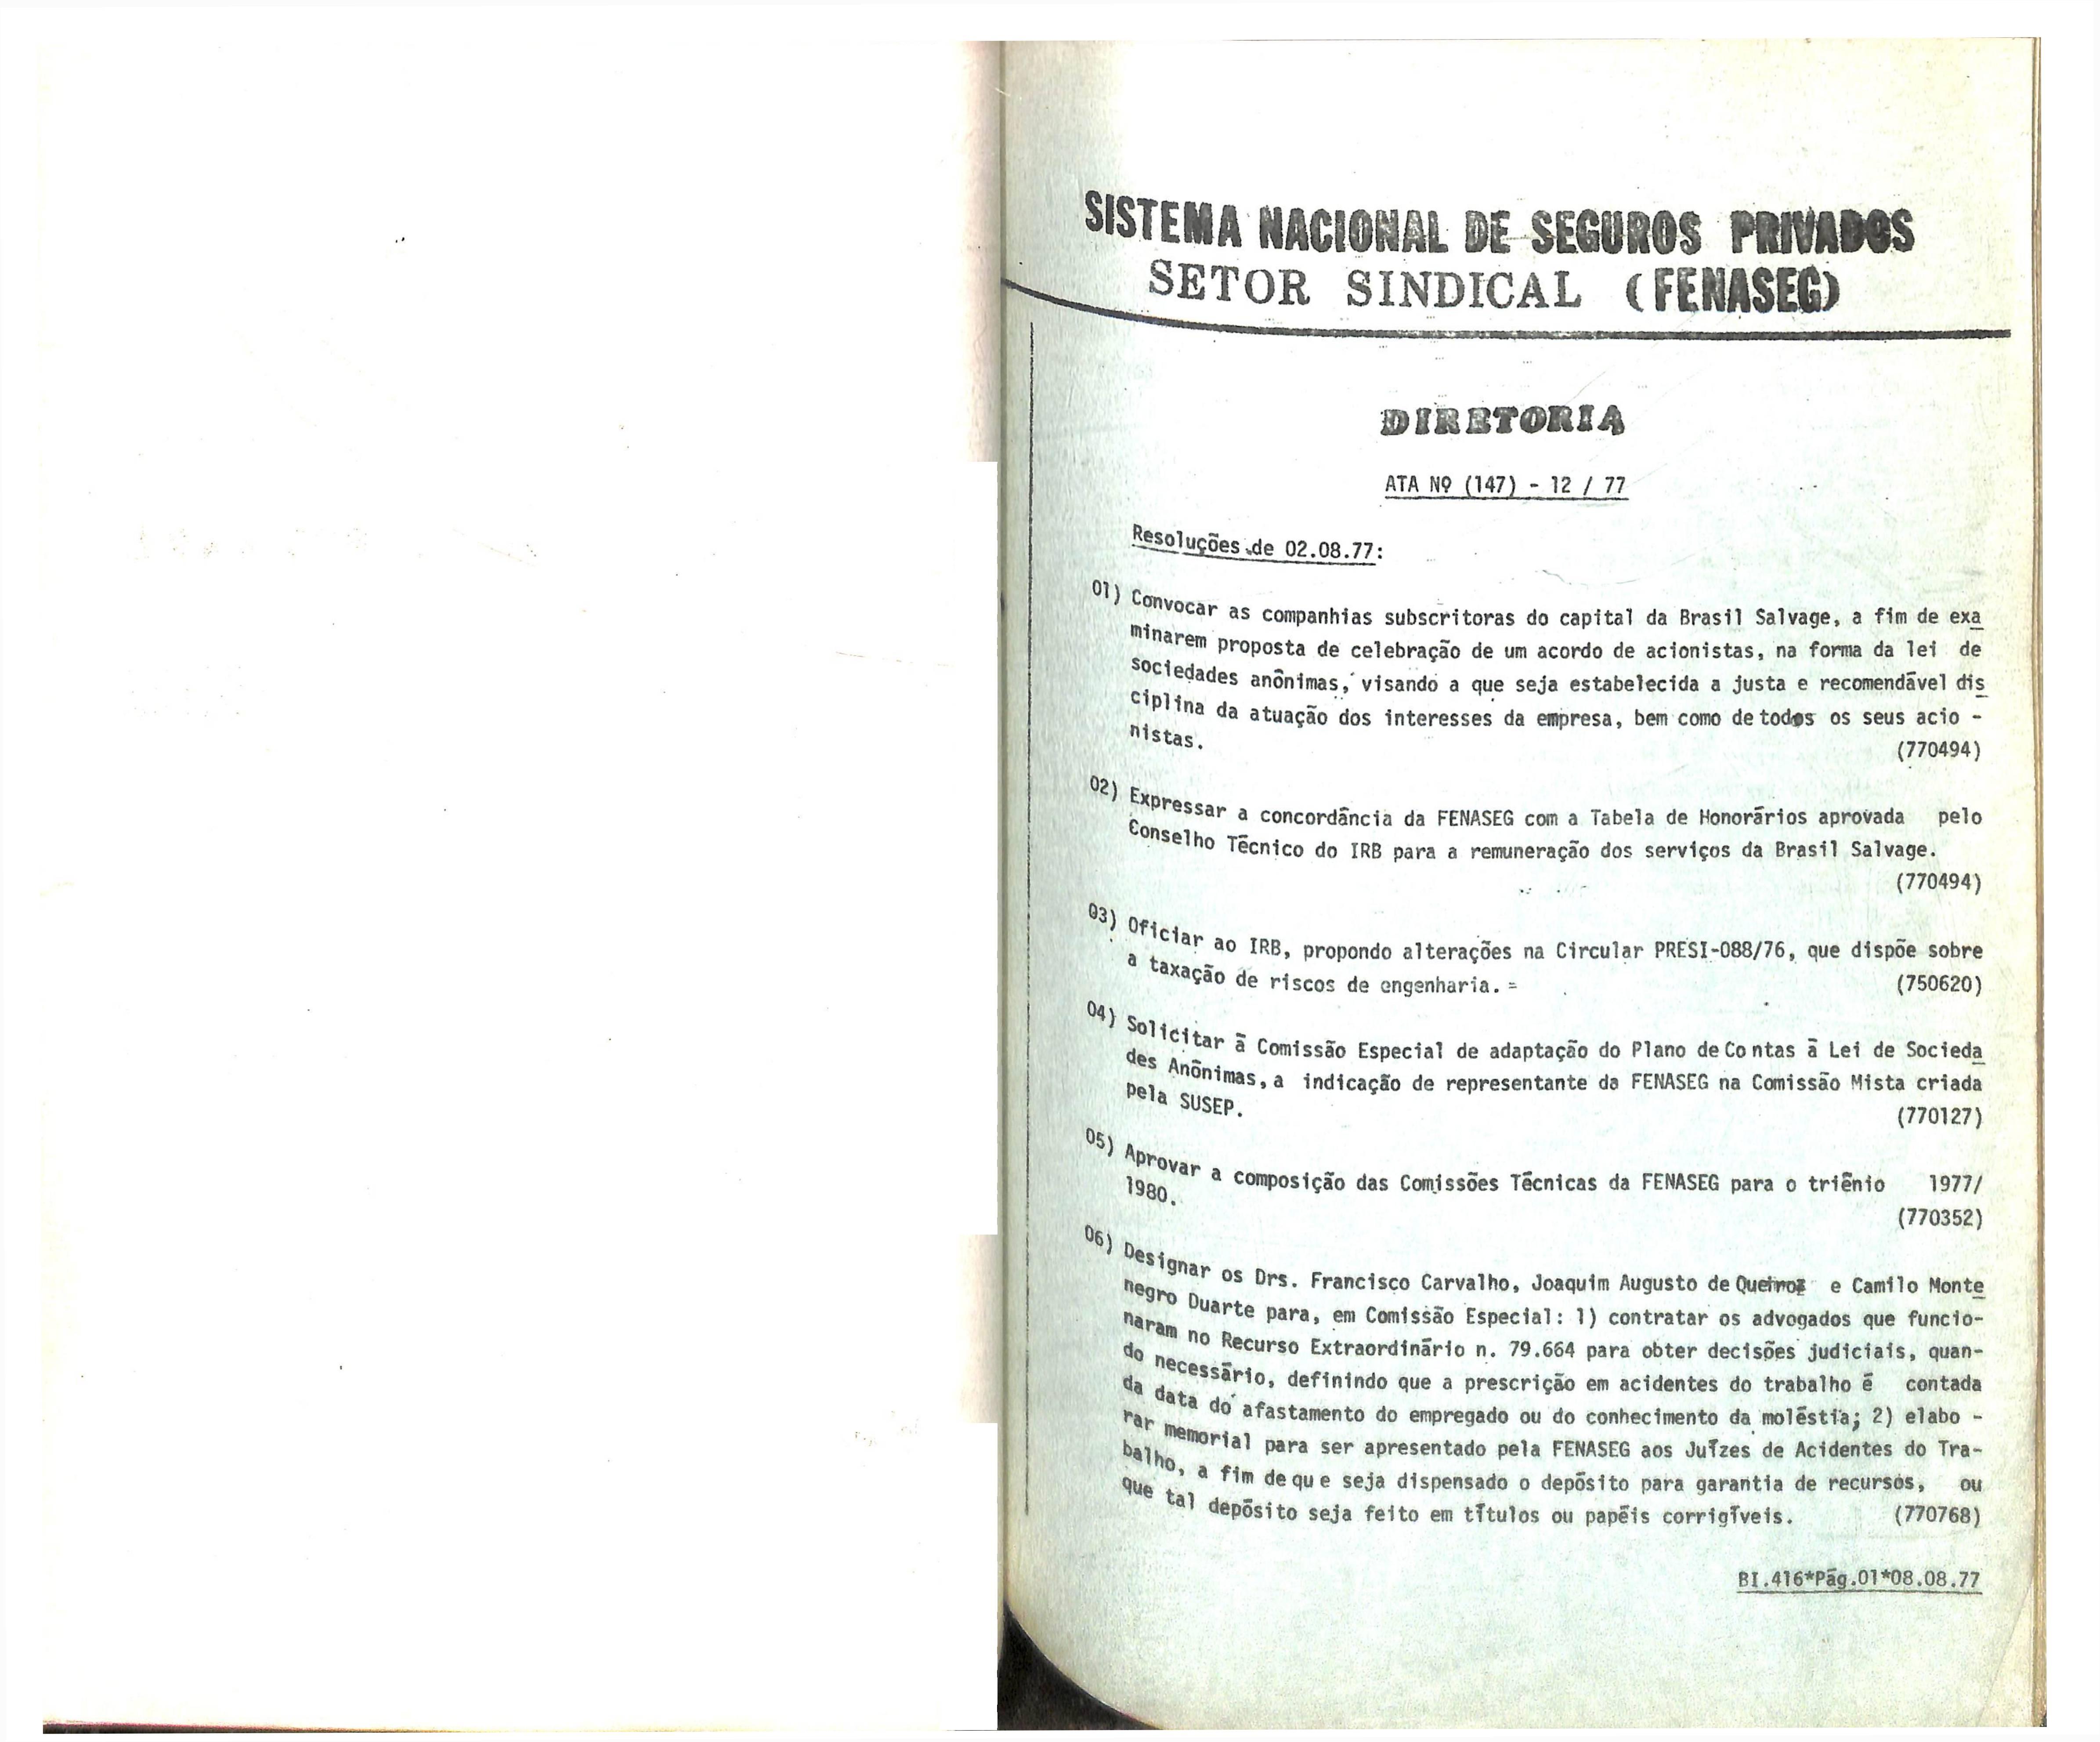 SISTEMA NACIONAL DE SEGUROS PRIVADOS
SETOR SINDICAL (FENASEG)
DIRETORIA
ATA Nº (147) - 12 / 77
Resoluções de 02.08.77:
01) Convocar as companhias subscritoras do capital da Brasil Salvage, a fim de exa
minarem proposta de celebração de um acordo de acionistas, na forma da lei de
sociedades anônimas, visando a que seja estabelecida a justa e recomendável dis
ciplina da atuação dos interesses da empresa, bem como de todos os seus acio -
nistas. (770494)
02) Expressar a concordância da FENASEG com a Tabela de Honorários aprovada pelo
Conselho Técnico do IRB para a remuneração dos serviços da Brasil Salvage.
(770494)
03) Oficiar ao IRB, propondo alterações na Circular PRESI-088/76, que dispõe sobre
a taxação de riscos de engenharia. = (750620)
04) Solicitar à Comissão Especial de adaptação do Plano de Contas à Lei de Socieda
des Anônimas, a indicação de representante da FENASEG na Comissão Mista criada
pela SUSEP. (770127)
05) Aprovar a composição das Comissões Técnicas da FENASEG para o triênio 1977/
1980. (770352)
06) Designar os Drs. Francisco Carvalho, Joaquim Augusto de Queiroz e Camilo Monte
negro Duarte para, em Comissão Especial: 1) contratar os advogados que funcio-
naram no Recurso Extraordinário n. 79.664 para obter decisões judiciais, quan-
do necessário, definindo que a prescrição em acidentes do trabalho é contada
da data do afastamento do empregado ou do conhecimento da moléstia; 2) elabo -
rar memorial para ser apresentado pela FENASEG aos Juízes de Acidentes do Tra-
balho, a fim de que seja dispensado o depósito para garantia de recursos, ou
que tal depósito seja feito em títulos ou papéis corrigíveis. (770768)
BI.416*Pág.01*08.08.77